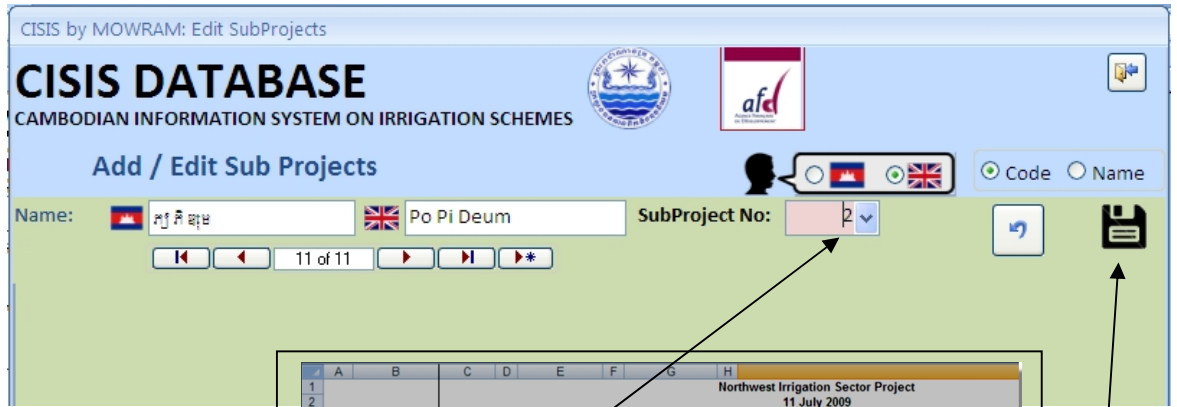 CISIS by MOWRAM: Edit SubProjects
CISIS DATABASE
CAMBODIAN INFORMATION SYSTEM ON IRRIGATION SCHEMES
afd
Add / Edit Sub Projects
Code Name
Name: Po Pi Deum SubProject No: 2
11 of 11
A B C D E F G H
1 Northwest Irrigation Sector Project
2 11 July 2009